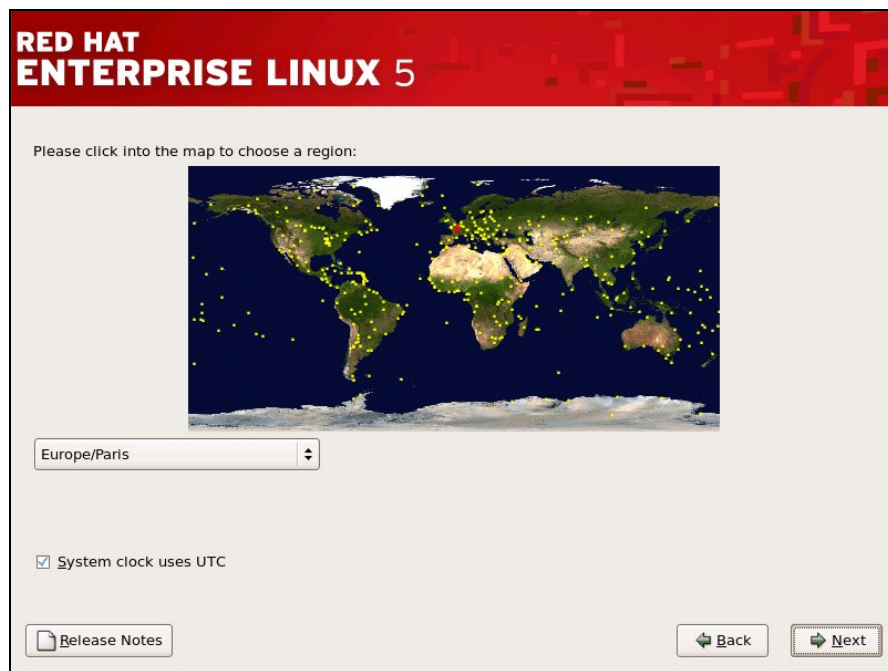 RED HAT
ENTERPRISE LINUX 5
Please click into the map to choose a region:
Europe/Paris
System clock uses UTC
Release Notes
Back
Next